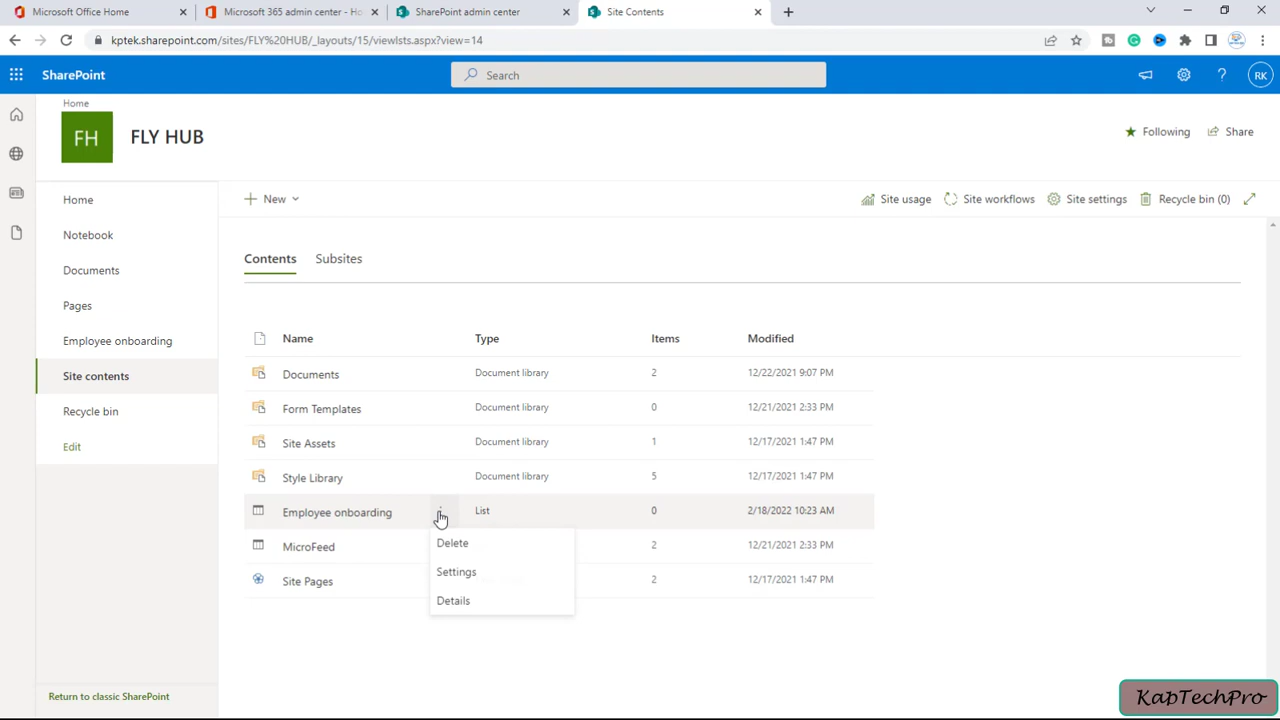 Microsoft Office Home
Microsoft 365 admin center - Ho
SharePoint admin center
Site Contents
kptek.sharepoint.com/sites/FLY%20HUB/_layouts/15/viewlsts.aspx?view=14
SharePoint
Search
RK
Home
FH
FLY HUB
Following
Share
Home
Notebook
Documents
Pages
Employee onboarding
Site contents
Recycle bin
Edit
Return to classic SharePoint
New
Site usage
Site workflows
Site settings
Recycle bin (0)
Contents
Subsites
Name Type Items Modified
Documents Document library 2 12/22/2021 9:07 PM
Form Templates Document library 0 12/21/2021 2:33 PM
Site Assets Document library 1 12/17/2021 1:47 PM
Style Library Document library 5 12/17/2021 1:47 PM
Employee onboarding List 0 2/18/2022 10:23 AM
MicroFeed 2 12/21/2021 2:33 PM
Site Pages 2 12/17/2021 1:47 PM
Delete
Settings
Details
KapTechPro